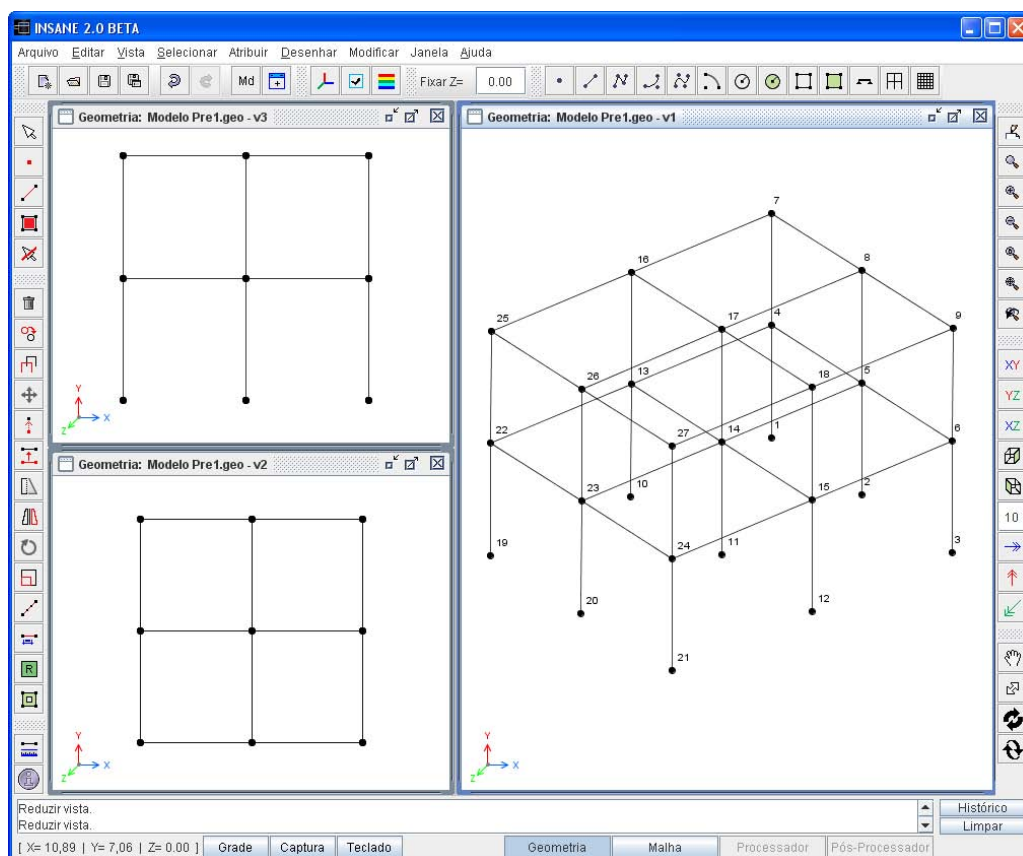 INSANE 2.0 BETA
Arquivo Editar Vista Selecionar Atribuir Desenhar Modificar Janela Ajuda
Md Fixar Z= 0.00
Geometria: Modelo Pre1.geo - v3
Y
X
Z
Geometria: Modelo Pre1.geo - v2
Y
X
Z
Geometria: Modelo Pre1.geo - v1
7
16
8
25
17
4
9
26
13
18
5
22
27
14
1
6
23
10
15
2
19
24
11
3
20
12
21
Y
X
Z
XY
YZ
XZ
10
R
i
Reduzir vista.
Reduzir vista.
Histórico
Limpar
[ X= 10,89 | Y= 7,06 | Z= 0.00 ] Grade Captura Teclado Geometria Malha Processador Pós-Processador